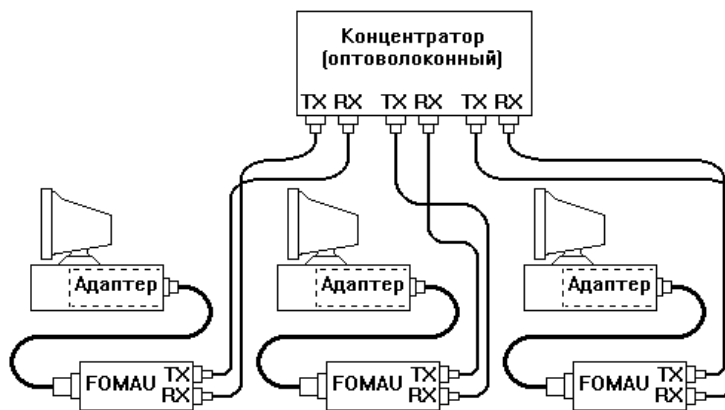 Концентратор
(оптоволоконный)
TX RX TX RX TX RX
Адаптер Адаптер Адаптер
TX TX TX
FOMAU FOMAU FOMAU
RX RX RX